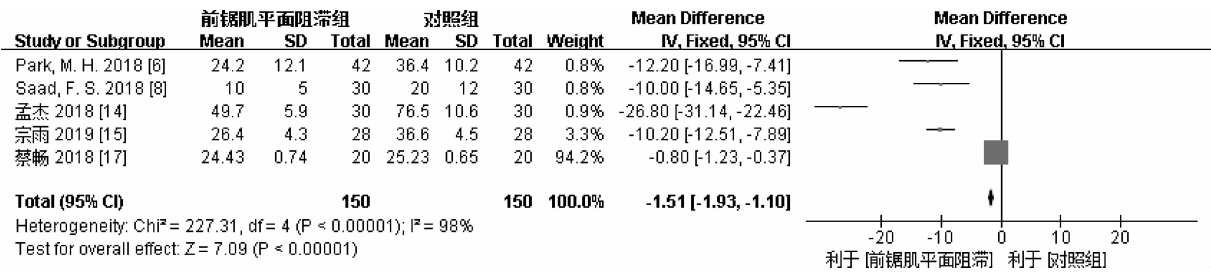 前锯肌平面阻滞组 对照组 Mean Difference Mean Difference
Study or Subgroup Mean SD Total Mean SD Total Weight IV, Fixed, 95% CI IV, Fixed, 95% CI
Park, M. H. 2018 [6] 24.2 12.1 42 36.4 10.2 42 0.8% -12.20 [-16.99, -7.41]
Saad, F. S. 2018 [8] 10 5 30 20 12 30 0.8% -10.00 [-14.65, -5.35]
孟杰 2018 [14] 49.7 5.9 30 76.5 10.6 30 0.9% -26.80 [-31.14, -22.46]
宗雨 2019 [15] 26.4 4.3 28 36.6 4.5 28 3.3% -10.20 [-12.51, -7.89]
蔡畅 2018 [17] 24.43 0.74 20 25.23 0.65 20 94.2% -0.80 [-1.23, -0.37]
Total (95% CI) 150 150 100.0% -1.51 [-1.93, -1.10]
Heterogeneity: Chi² = 227.31, df = 4 (P < 0.00001); I² = 98%
Test for overall effect: Z = 7.09 (P < 0.00001)
-20 -10 0 10 20
利于 [前锯肌平面阻滞] 利于 [对照组]